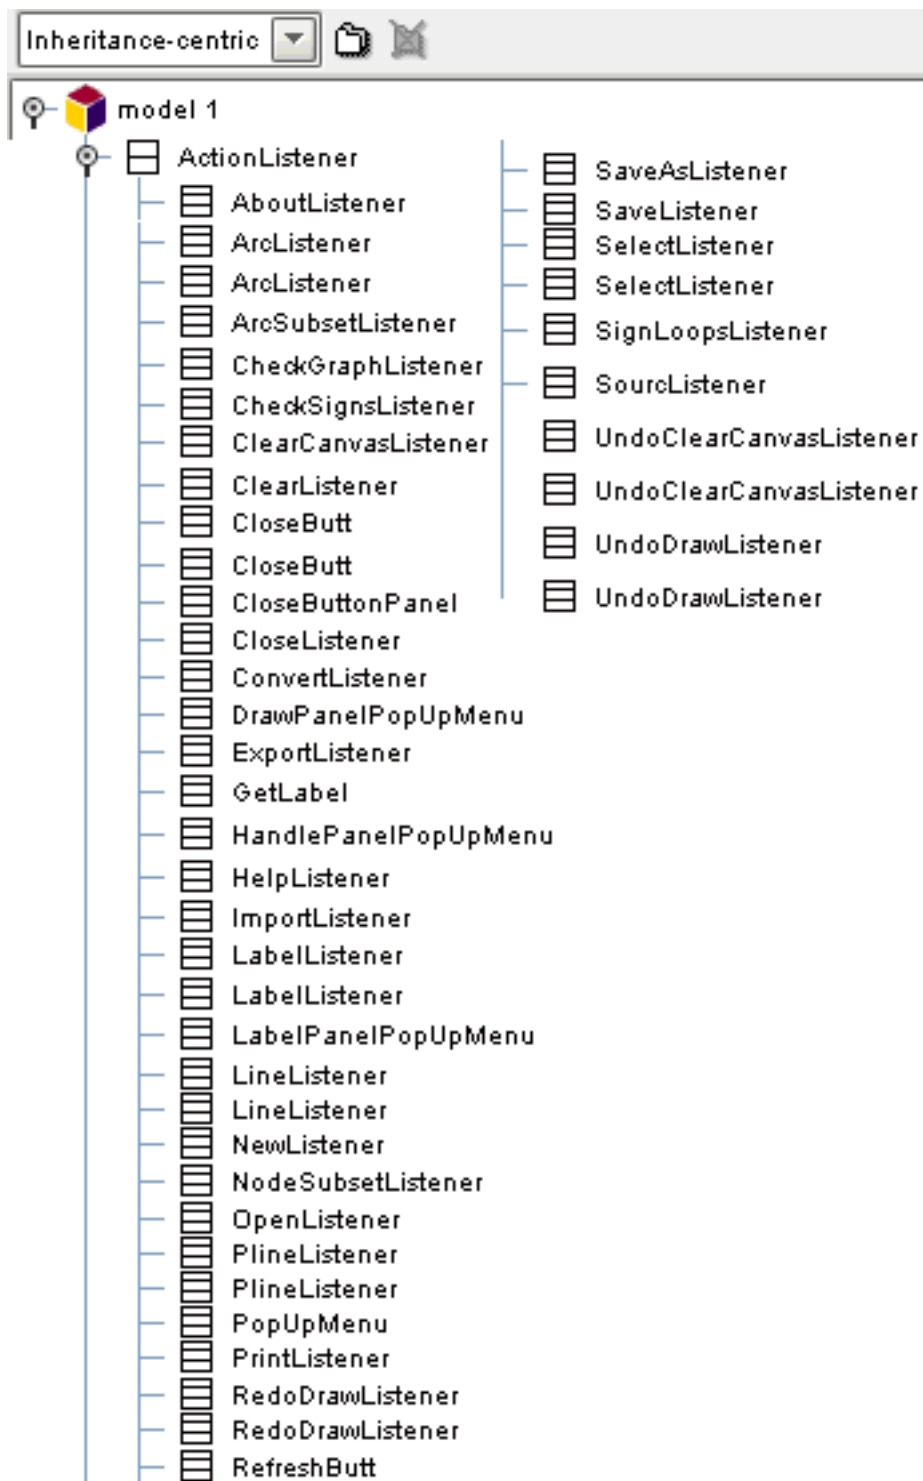 Inheritance-centric
model 1
ActionListener
AboutListener
ArcListener
ArcListener
ArcSubsetListener
CheckGraphListener
CheckSignsListener
ClearCanvasListener
ClearListener
CloseButt
CloseButt
CloseButtonPanel
CloseListener
ConvertListener
DrawPanelPopUpMenu
ExportListener
GetLabel
HandlePanelPopUpMenu
HelpListener
ImportListener
LabelListener
LabelListener
LabelPanelPopUpMenu
LineListener
LineListener
NewListener
NodeSubsetListener
OpenListener
PlineListener
PlineListener
PopUpMenu
PrintListener
RedoDrawListener
RedoDrawListener
RefreshButt
SaveAsListener
SaveListener
SelectListener
SelectListener
SignLoopsListener
SourcListener
UndoClearCanvasListener
UndoClearCanvasListener
UndoDrawListener
UndoDrawListener